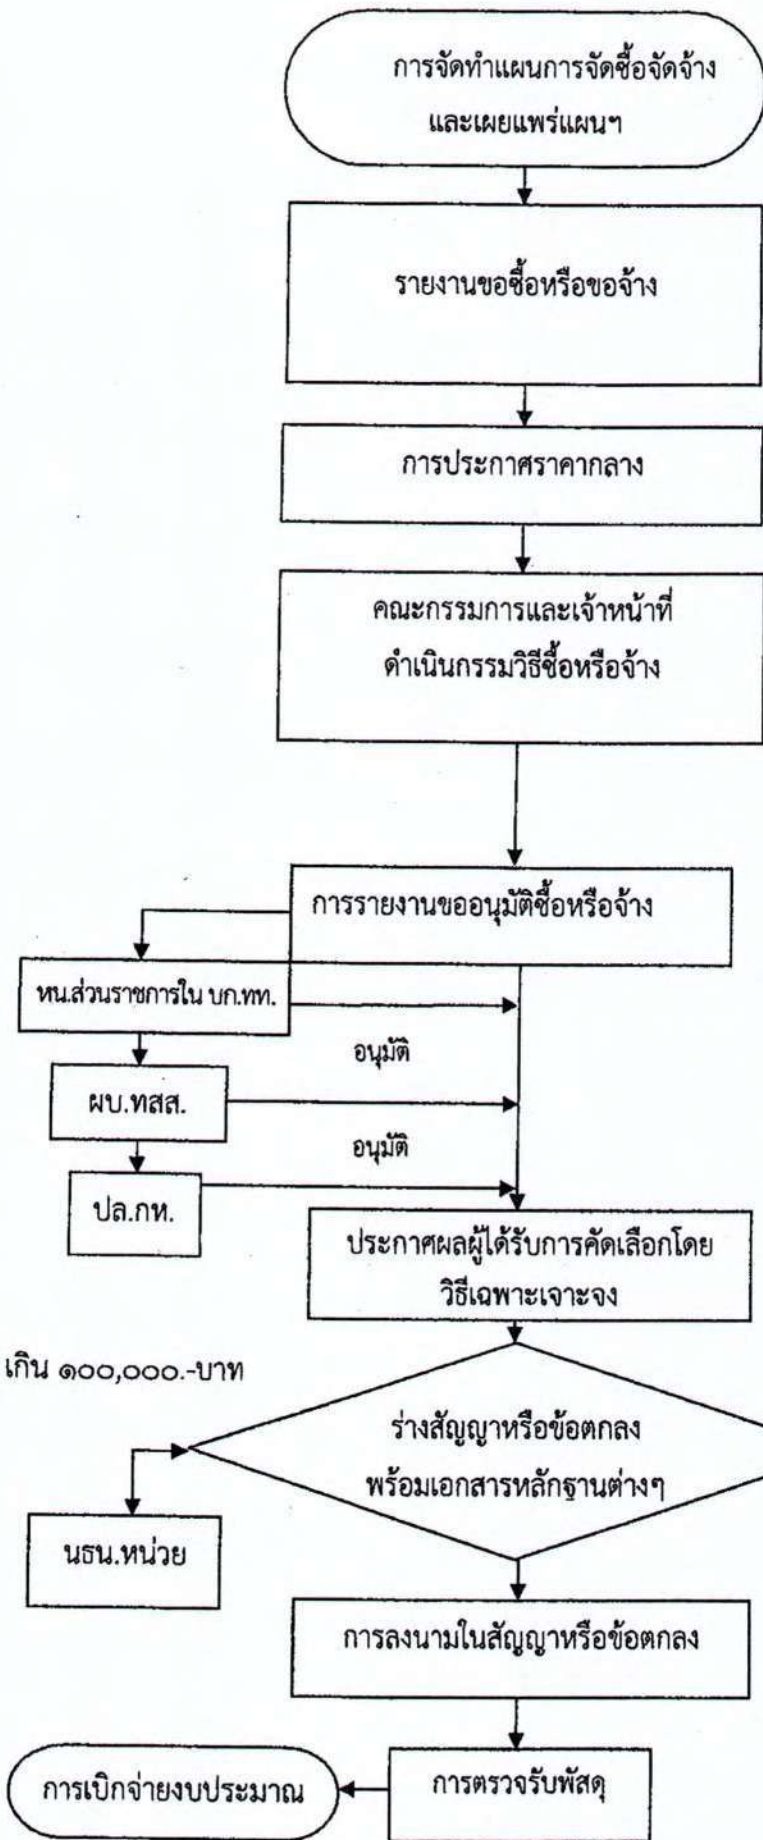 การจัดทำแผนการจัดซื้อจัดจ้าง
และเผยแพร่แผนฯ
รายงานขอซื้อหรือขอจ้าง
การประกาศราคากลาง
คณะกรรมการและเจ้าหน้าที่
ดำเนินกรรมวิธีซื้อหรือจ้าง
การรายงานขออนุมัติซื้อหรือจ้าง
หน.ส่วนราชการใน บก.ทท.
อนุมัติ
ผบ.ทสส.
อนุมัติ
ปล.กห.
ประกาศผลผู้ได้รับการคัดเลือกโดย
วิธีเฉพาะเจาะจง
เกิน ๑๐๐,๐๐๐.-บาท
ร่างสัญญาหรือข้อตกลง
พร้อมเอกสารหลักฐานต่างๆ
นธน.หน่วย
การลงนามในสัญญาหรือข้อตกลง
การตรวจรับพัสดุ
การเบิกจ่ายงบประมาณ